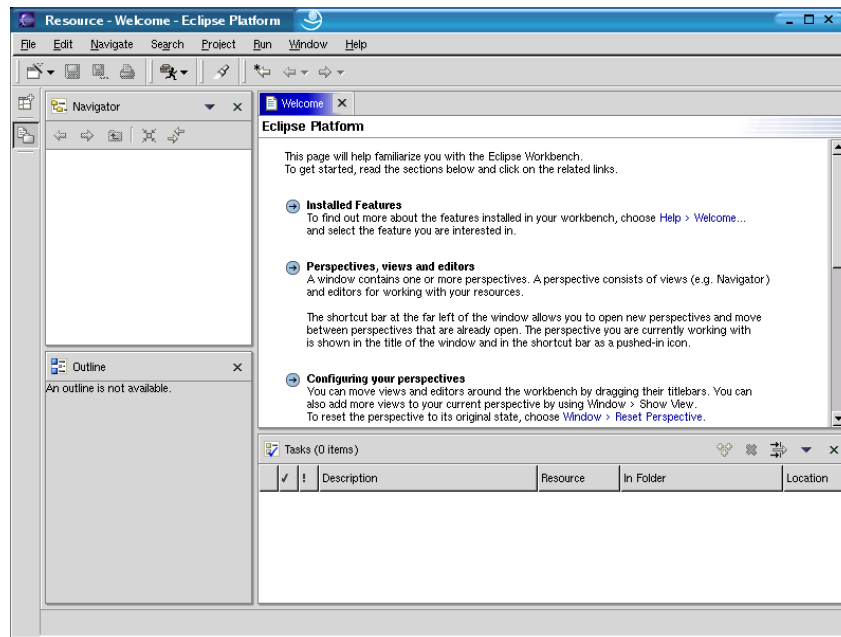 Resource - Welcome - Eclipse Platform
File Edit Navigate Search Project Run Window Help
Navigator
Welcome
Eclipse Platform
This page will help familiarize you with the Eclipse Workbench.
To get started, read the sections below and click on the related links.
Installed Features
To find out more about the features installed in your workbench, choose Help > Welcome...
and select the feature you are interested in.
Perspectives, views and editors
A window contains one or more perspectives. A perspective consists of views (e.g. Navigator)
and editors for working with your resources.
The shortcut bar at the far left of the window allows you to open new perspectives and move
between perspectives that are already open. The perspective you are currently working with
is shown in the title of the window and in the shortcut bar as a pushed-in icon.
Configuring your perspectives
You can move views and editors around the workbench by dragging their titlebars. You can
also add more views to your current perspective by using Window > Show View.
To reset the perspective to its original state, choose Window > Reset Perspective.
Outline
An outline is not available.
Tasks (0 items)
✓ ! Description Resource In Folder Location